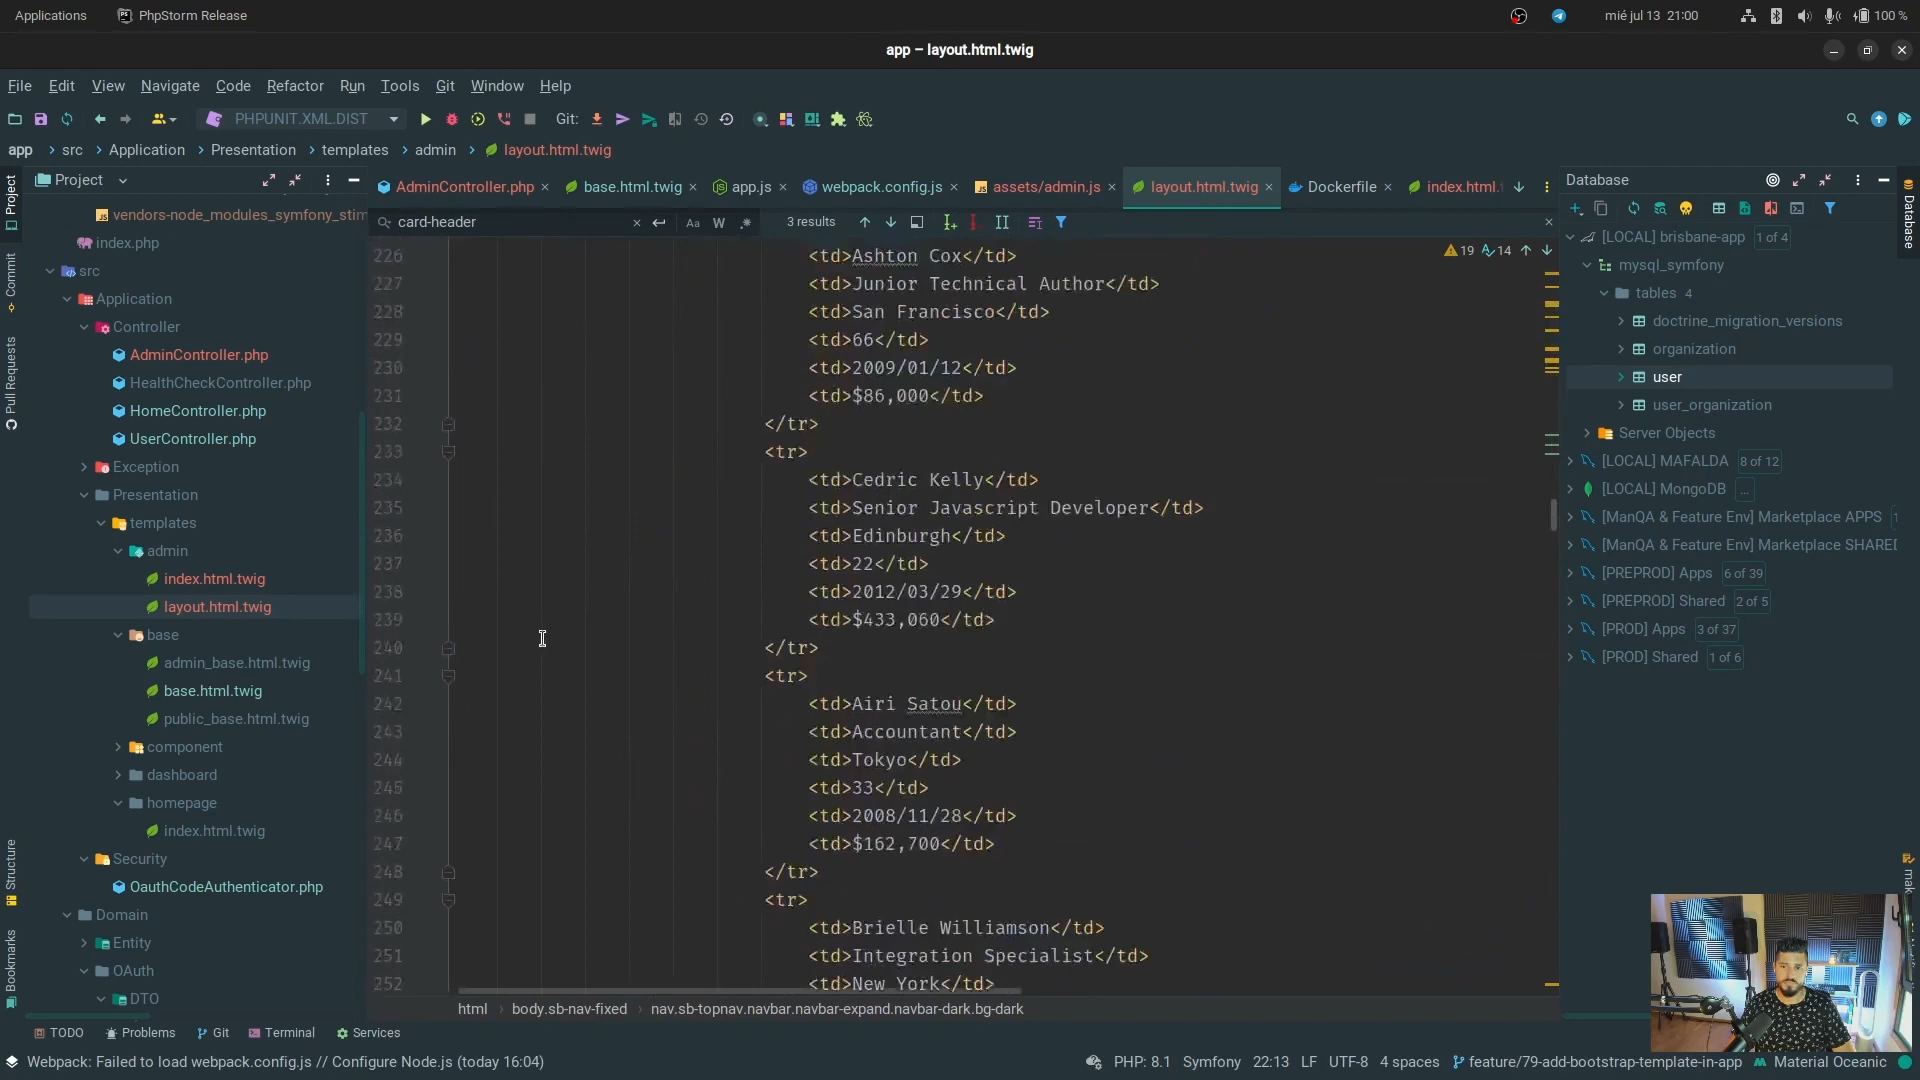 Applications PhpStorm Release mié jul 13 21:00 100 %
app – layout.html.twig
File Edit View Navigate Code Refactor Run Tools Git Window Help
PHPUNIT.XML.DIST Git:
app > src > Application > Presentation > templates > admin > layout.html.twig
Project
AdminController.php × base.html.twig × app.js × webpack.config.js × assets/admin.js × layout.html.twig × Dockerfile × index.html.
Database
card-header × Aa W .* 3 results
19 14
vendors-node_modules_symfony_stim
index.php
src
Application
Controller
AdminController.php
HealthCheckController.php
HomeController.php
UserController.php
Exception
Presentation
templates
admin
index.html.twig
layout.html.twig
base
admin_base.html.twig
base.html.twig
public_base.html.twig
component
dashboard
homepage
index.html.twig
Security
OauthCodeAuthenticator.php
Domain
Entity
OAuth
DTO
226 <td>Ashton Cox</td>
227 <td>Junior Technical Author</td>
228 <td>San Francisco</td>
229 <td>66</td>
230 <td>2009/01/12</td>
231 <td>$86,000</td>
232 </tr>
233 <tr>
234 <td>Cedric Kelly</td>
235 <td>Senior Javascript Developer</td>
236 <td>Edinburgh</td>
237 <td>22</td>
238 <td>2012/03/29</td>
239 <td>$433,060</td>
240 </tr>
241 <tr>
242 <td>Airi Satou</td>
243 <td>Accountant</td>
244 <td>Tokyo</td>
245 <td>33</td>
246 <td>2008/11/28</td>
247 <td>$162,700</td>
248 </tr>
249 <tr>
250 <td>Brielle Williamson</td>
251 <td>Integration Specialist</td>
252 <td>New York</td>
html > body.sb-nav-fixed > nav.sb-topnav.navbar.navbar-expand.navbar-dark.bg-dark
[LOCAL] brisbane-app 1 of 4
mysql_symfony
tables 4
doctrine_migration_versions
organization
user
user_organization
Server Objects
[LOCAL] MAFALDA 8 of 12
[LOCAL] MongoDB ...
[ManQA & Feature Env] Marketplace APPS
[ManQA & Feature Env] Marketplace SHARED
[PREPROD] Apps 6 of 39
[PREPROD] Shared 2 of 5
[PROD] Apps 3 of 37
[PROD] Shared 1 of 6
Project
Commit
Pull Requests
Structure
Bookmarks
Database
mak
TODO Problems Git Terminal Services
Webpack: Failed to load webpack.config.js // Configure Node.js (today 16:04) PHP: 8.1 Symfony 22:13 LF UTF-8 4 spaces feature/79-add-bootstrap-template-in-app Material Oceanic